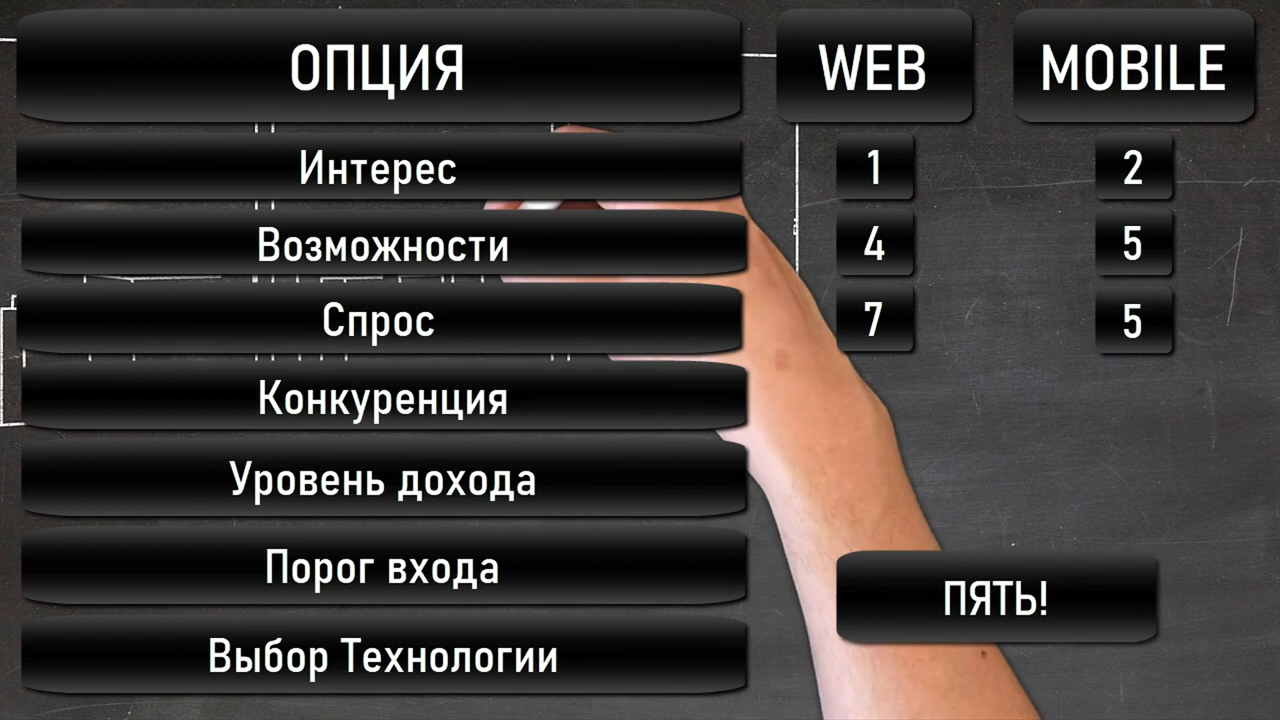 ОПЦИЯ WEB MOBILE
Интерес 1 2
Возможности 4 5
Спрос 7 5
Конкуренция
Уровень дохода
Порог входа
ПЯТЬ!
Выбор Технологии